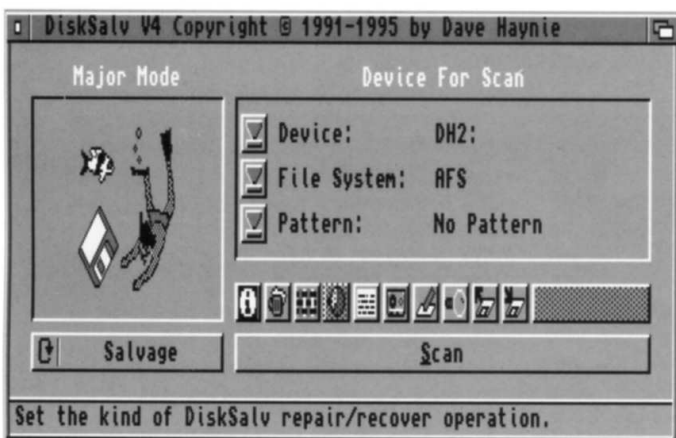 DiskSalv V4 Copyright © 1991-1995 by Dave Haynie
Major Mode
Device For Scan
Device: DH2:
File System: AFS
Pattern: No Pattern
Salvage
Scan
Set the kind of DiskSalv repair/recover operation.